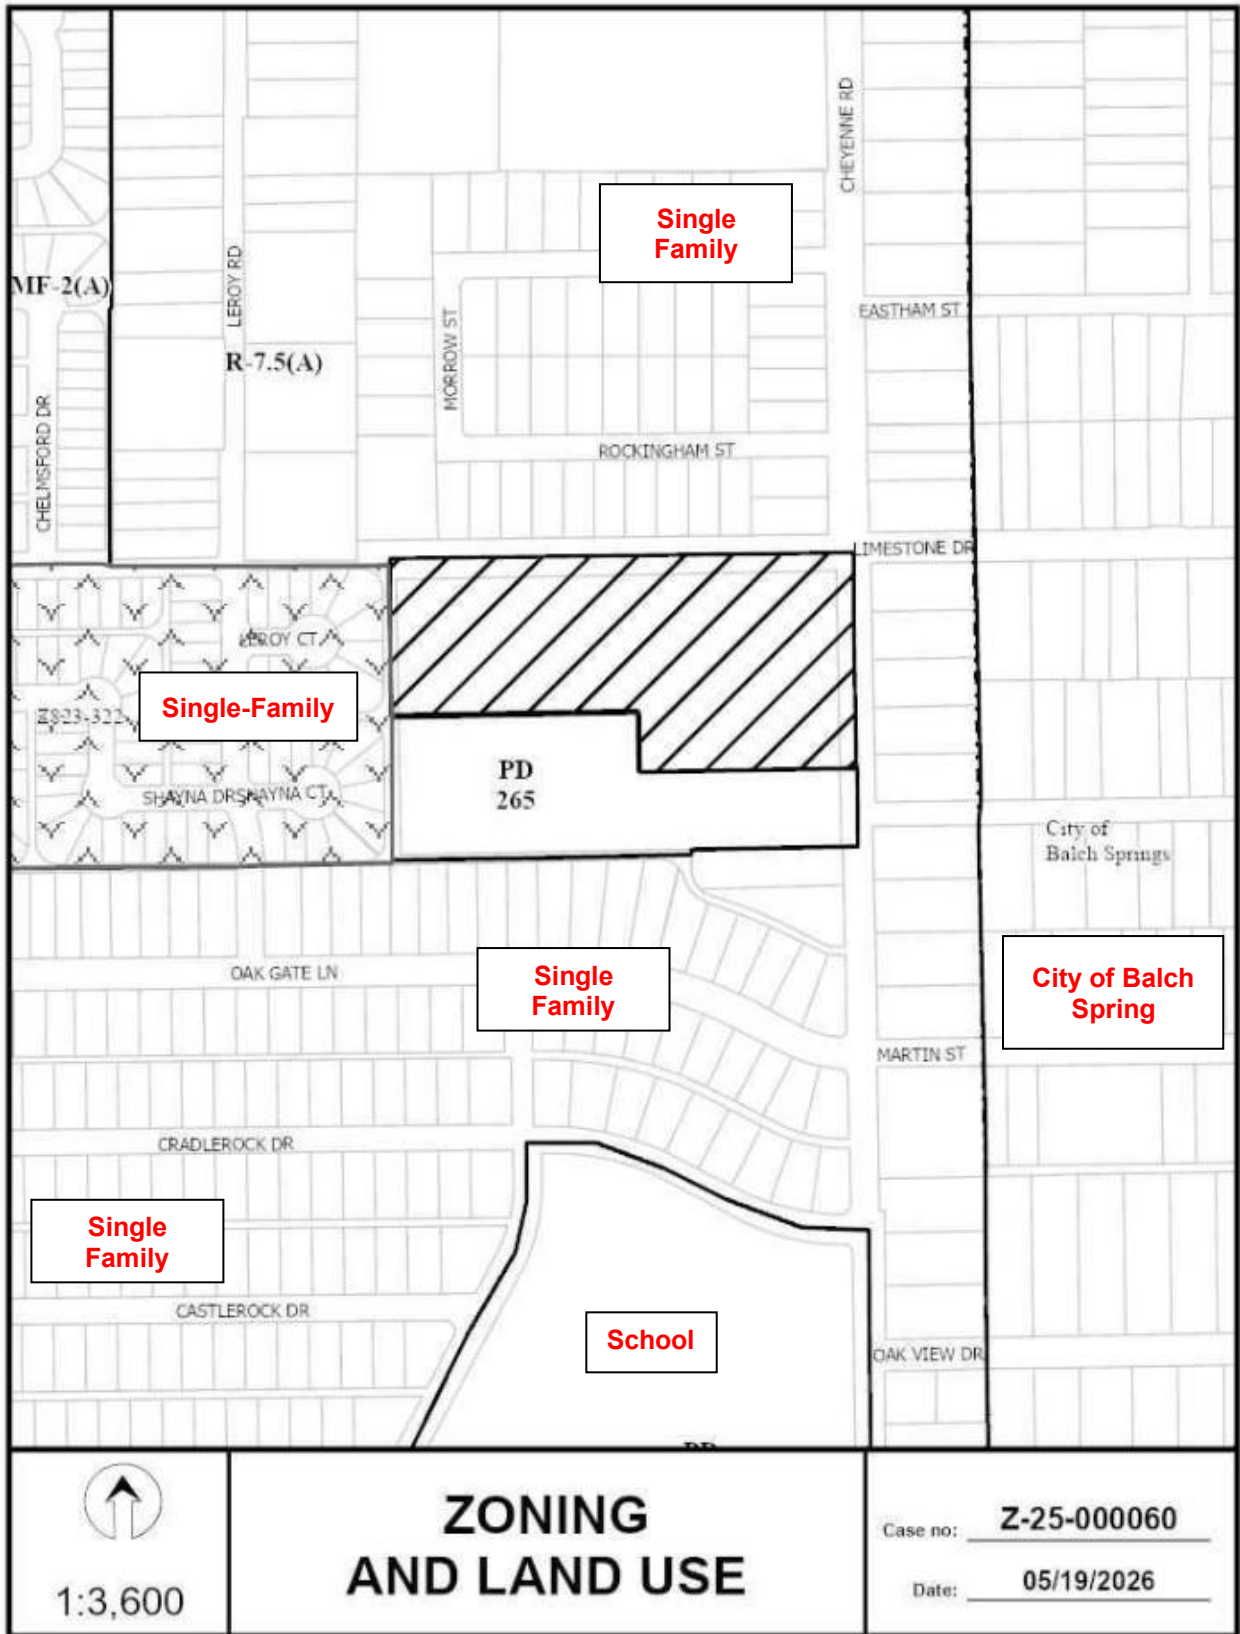 CHEYENNE RD
Single
Family
MF-2(A)
LEROY RD
EASTHAM ST
MORROW ST
R-7.5(A)
CHELMSFORD DR
ROCKINGHAM ST
LIMESTONE DR
LEROY CT
Z823-322
Single-Family
PD
265
SHAYNA DR
SHAYNA CT
City of
Balch Springs
OAK GATE LN
Single
Family
City of Balch
Spring
MARTIN ST
CRADLEROCK DR
Single
Family
CASTLEROCK DR
School
OAK VIEW DR
PD
1:3,600
ZONING
AND LAND USE
Case no: Z-25-000060
Date: 05/19/2026